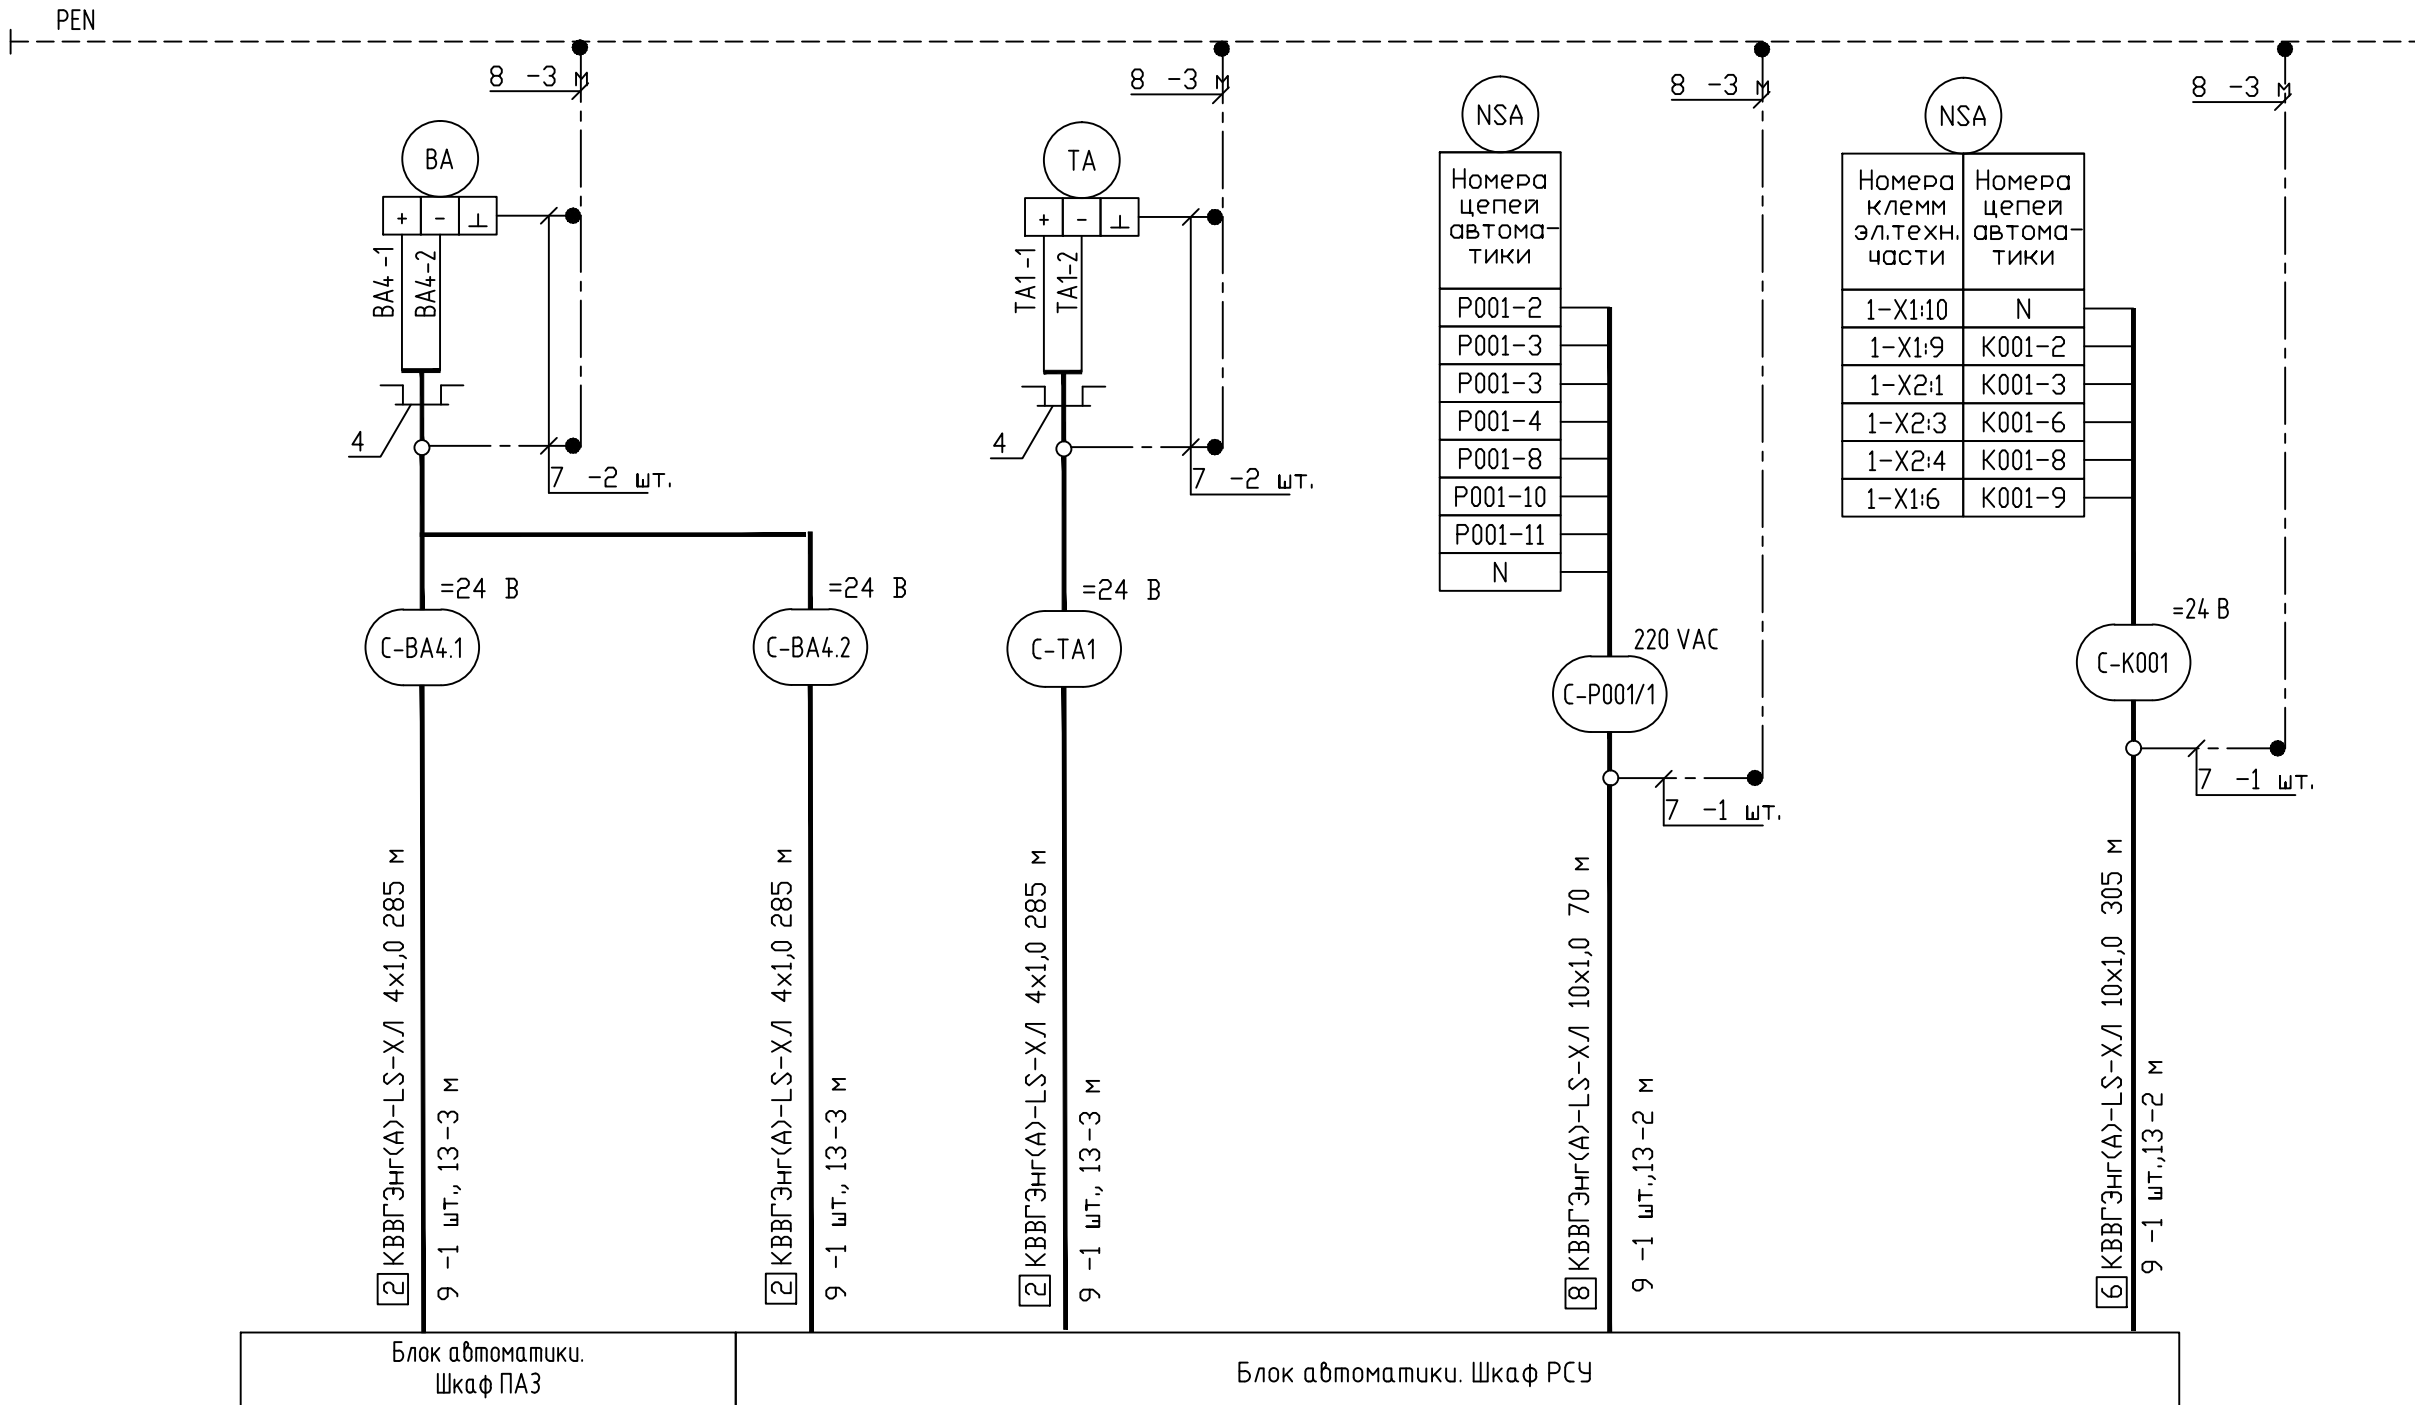 PEN
8 -3 м
8 -3 м
8 -3 м
8 -3 м
BA
+ - ⊥
BA4-1
BA4-2
4
7 -2 шт.
TA
+ - ⊥
TA1-1
TA1-2
4
7 -2 шт.
NSA
Номера
цепей
автома-
тики
P001-2
P001-3
P001-3
P001-4
P001-8
P001-10
P001-11
N
NSA
Номера
клемм
эл.техн.
части
Номера
цепей
автома-
тики
1-X1:10 N
1-X1:9 K001-2
1-X2:1 K001-3
1-X2:3 K001-6
1-X2:4 K001-8
1-X1:6 K001-9
=24 В
C-BA4.1
=24 В
C-BA4.2
=24 В
C-TA1
220 VAC
C-P001/1
=24 В
C-K001
7 -1 шт.
7 -1 шт.
2 КВВГЭнг(А)-LS-ХЛ 4х1,0 285 м
9 -1 шт., 13-3 м
2 КВВГЭнг(А)-LS-ХЛ 4х1,0 285 м
9 -1 шт., 13-3 м
2 КВВГЭнг(А)-LS-ХЛ 4х1,0 285 м
9 -1 шт., 13-3 м
8 КВВГЭнг(А)-LS-ХЛ 10х1,0 70 м
9 -1 шт.,13-2 м
6 КВВГЭнг(А)-LS-ХЛ 10х1,0 305 м
9 -1 шт.,13-2 м
Блок автоматики.
Шкаф ПАЗ
Блок автоматики. Шкаф РСУ